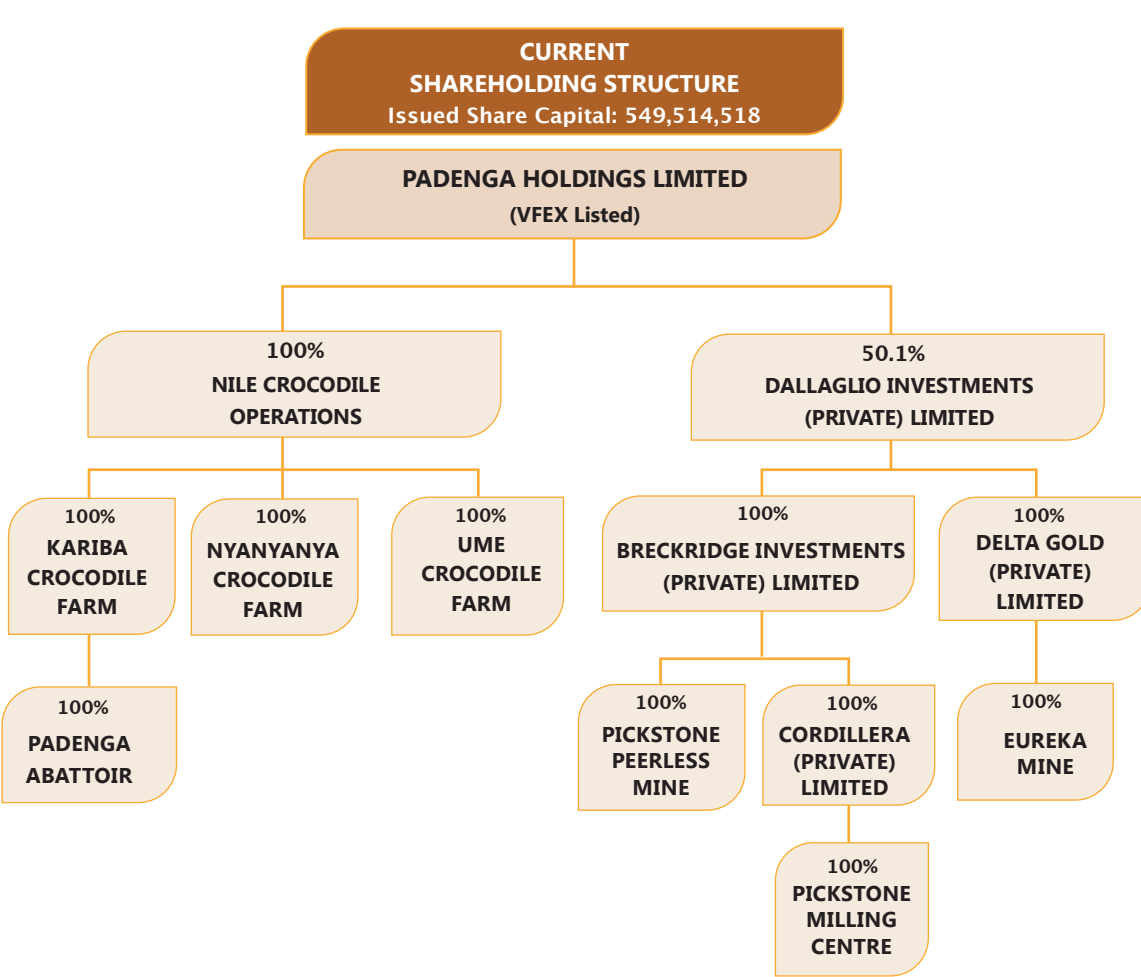 CURRENT
SHAREHOLDING STRUCTURE
Issued Share Capital: 549,514,518
PADENGA HOLDINGS LIMITED
(VFEX Listed)
100%
NILE CROCODILE
OPERATIONS
50.1%
DALLAGLIO INVESTMENTS
(PRIVATE) LIMITED
100%
KARIBA
CROCODILE
FARM
100%
NYANYANYA
CROCODILE
FARM
100%
UME
CROCODILE
FARM
100%
BRECKRIDGE INVESTMENTS
(PRIVATE) LIMITED
100%
DELTA GOLD
(PRIVATE)
LIMITED
100%
PADENGA
ABATTOIR
100%
PICKSTONE
PEERLESS
MINE
100%
CORDILLERA
(PRIVATE)
LIMITED
100%
EUREKA
MINE
100%
PICKSTONE
MILLING
CENTRE